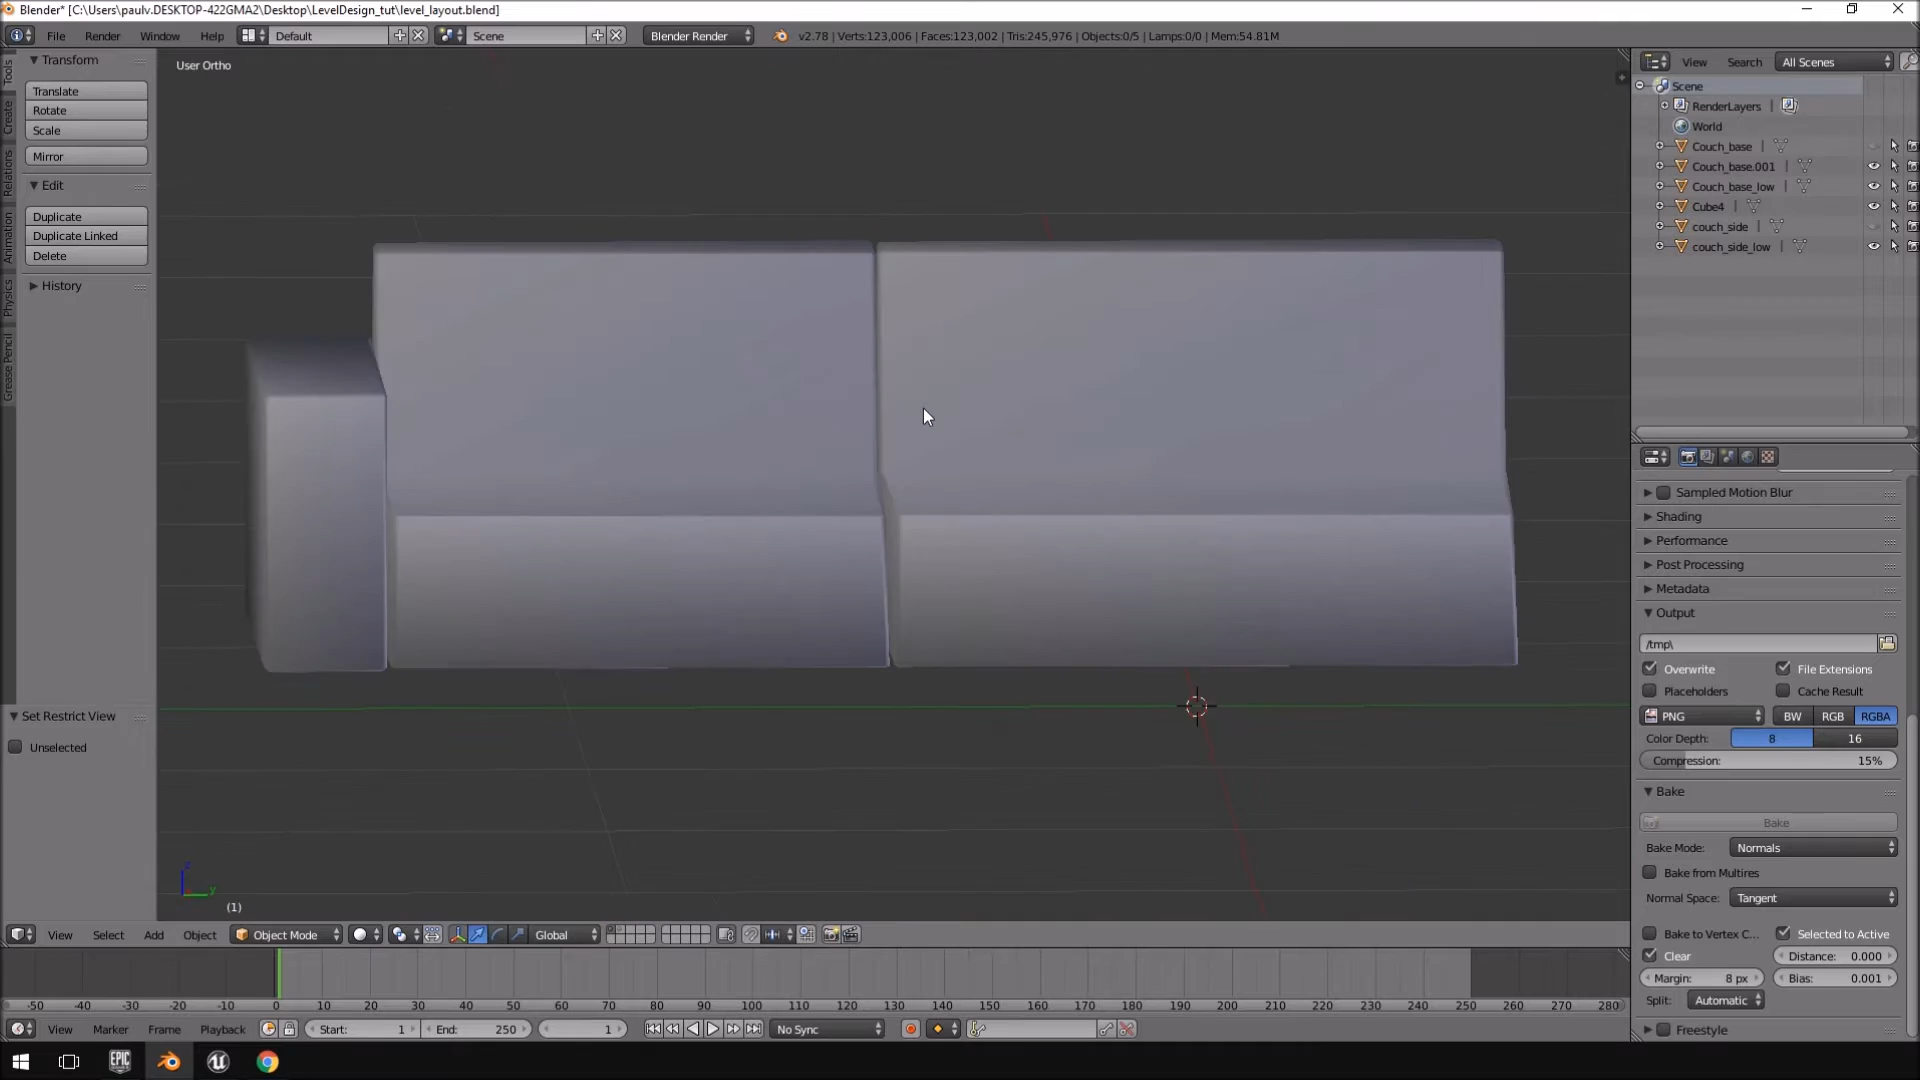 Blender* [C:\Users\paulv.DESKTOP-422GMA2\Desktop\LevelDesign_tut\level_layout.blend]
File Render Window Help Default Scene Blender Render v2.78 | Verts:123,006 | Faces:123,002 | Tris:245,976 | Objects:0/5 | Lamps:0/0 | Mem:54.81M
Tools
Create
Relations
Animation
Physics
Grease Pencil
Transform
Translate
Rotate
Scale
Mirror
Edit
Duplicate
Duplicate Linked
Delete
History
Set Restrict View
Unselected
User Ortho
z
y
(1)
View Search All Scenes
Scene
RenderLayers
World
Couch_base
Couch_base.001
Couch_base_low
Cube4
couch_side
couch_side_low
Sampled Motion Blur
Shading
Performance
Post Processing
Metadata
Output
/tmp\
Overwrite File Extensions
Placeholders Cache Result
PNG BW RGB RGBA
Color Depth: 8 16
Compression: 15%
Bake
Bake
Bake Mode: Normals
Bake from Multires
Normal Space: Tangent
Bake to Vertex C... Selected to Active
Clear Distance: 0.000
Margin: 8 px Bias: 0.001
Split: Automatic
Freestyle
View Select Add Object Object Mode Global
-50 -40 -30 -20 -10 0 10 20 30 40 50 60 70 80 90 100 110 120 130 140 150 160 170 180 190 200 210 220 230 240 250 260 270 280
View Marker Frame Playback Start: 1 End: 250 1 No Sync
EPIC GAMES